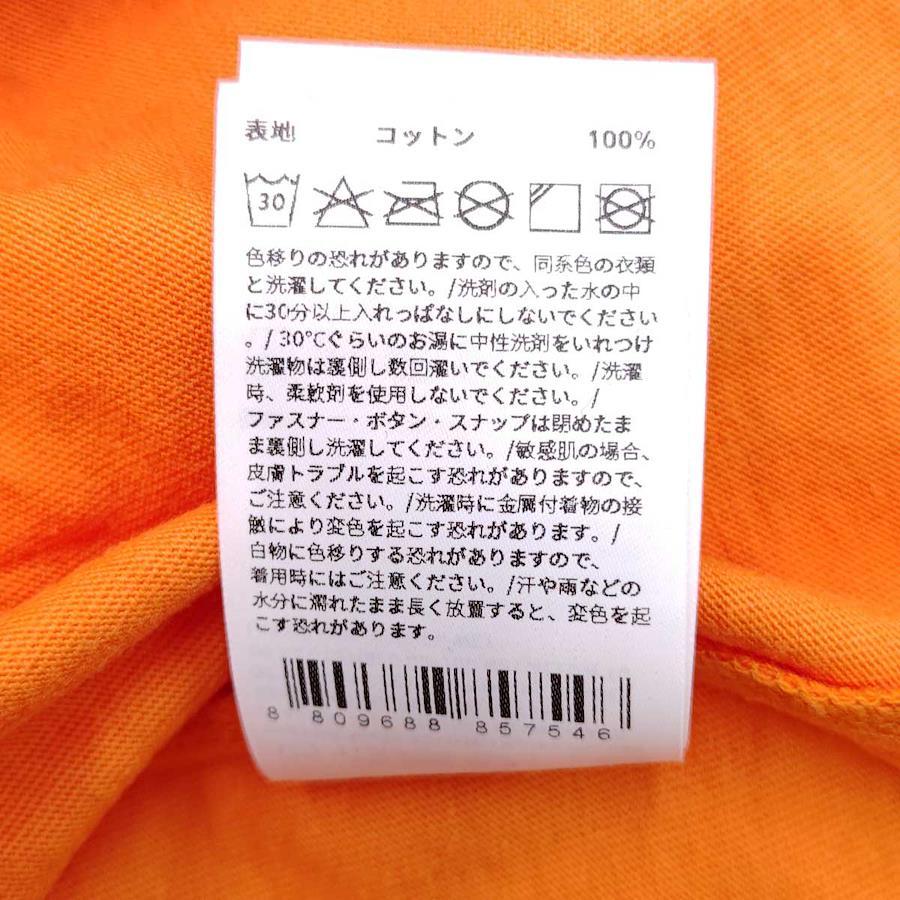 表地 コットン 100%
30
色移りの恐れがありますので、同系色の衣類
と洗濯してください。/洗剤の入った水の中
に30分以上入れっぱなしにしないでください
。/ 30℃ぐらいのお湯に中性洗剤をいれつけ
洗濯物は裏側し数回濯いでください。/洗濯
時、柔軟剤を使用しないでください。/
ファスナー・ボタン・スナップは閉めたま
ま裏側し洗濯してください。/敏感肌の場合、
皮膚トラブルを起こす恐れがありますので、
ご注意ください。/洗濯時に金属付着物の接
触により変色を起こす恐れがあります。/
白物に色移りする恐れがありますので、
着用時にはご注意ください。/汗や雨などの
水分に濡れたまま長く放置すると、変色を起
こす恐れがあります。
8 809688 857546